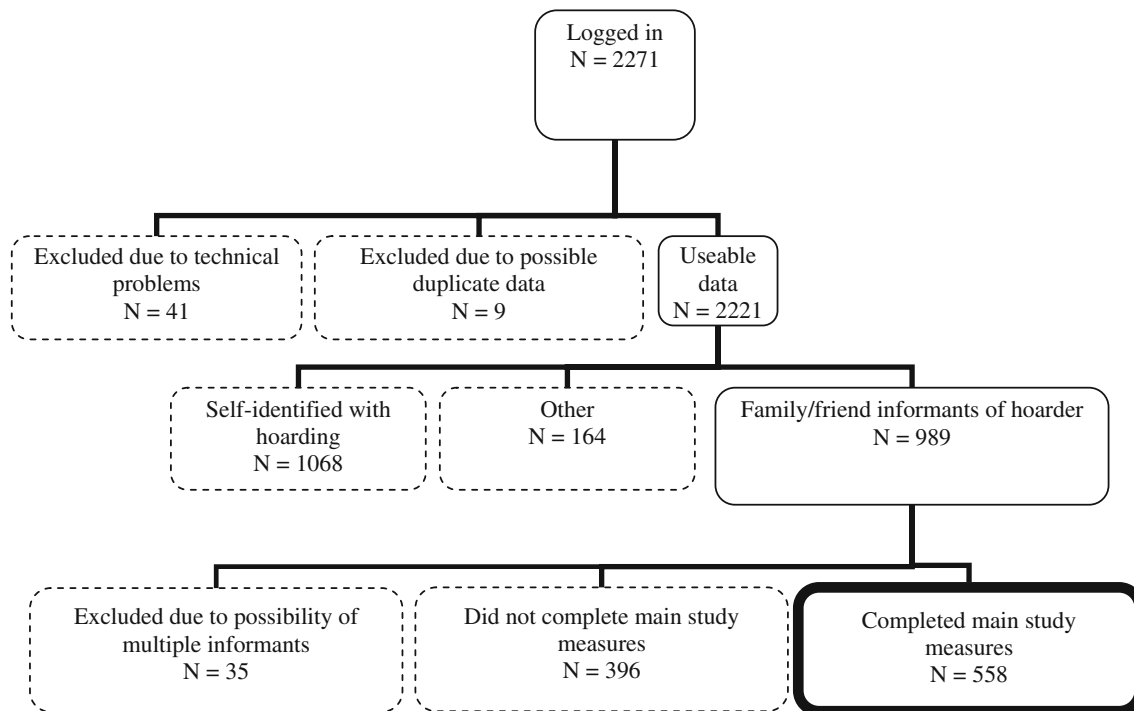 Logged in
N = 2271
Excluded due to technical
problems
N = 41
Excluded due to possible
duplicate data
N = 9
Useable
data
N = 2221
Self-identified with
hoarding
N = 1068
Other
N = 164
Family/friend informants of hoarder
N = 989
Excluded due to possibility of
multiple informants
N = 35
Did not complete main study
measures
N = 396
Completed main study
measures
N = 558